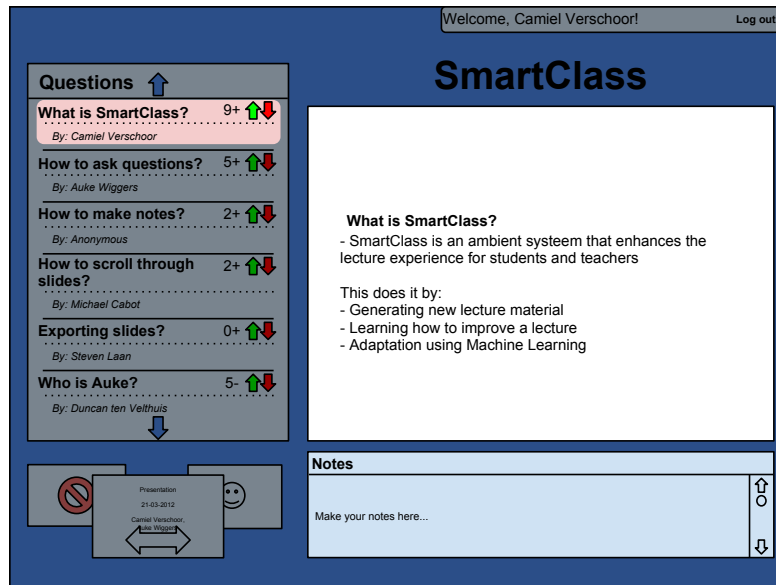 Welcome, Camiel Verschoor!
Log out
SmartClass
Questions
What is SmartClass? 9+
By: Camiel Verschoor
How to ask questions? 5+
By: Auke Wiggers
How to make notes? 2+
By: Anonymous
How to scroll through 2+
slides?
By: Michael Cabot
Exporting slides? 0+
By: Steven Laan
Who is Auke? 5-
By: Duncan ten Velthuis
What is SmartClass?
- SmartClass is an ambient systeem that enhances the
lecture experience for students and teachers
This does it by:
- Generating new lecture material
- Learning how to improve a lecture
- Adaptation using Machine Learning
Presentation
21-03-2012
Camiel Verschoor,
Auke Wiggers
Notes
Make your notes here...